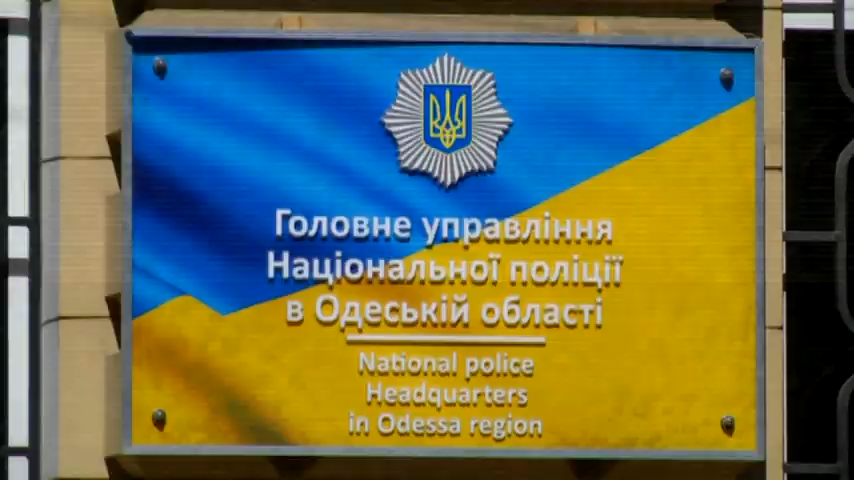 Головне управління
Національної поліції
в Одеській області
National police
Headquarters
in Odessa region